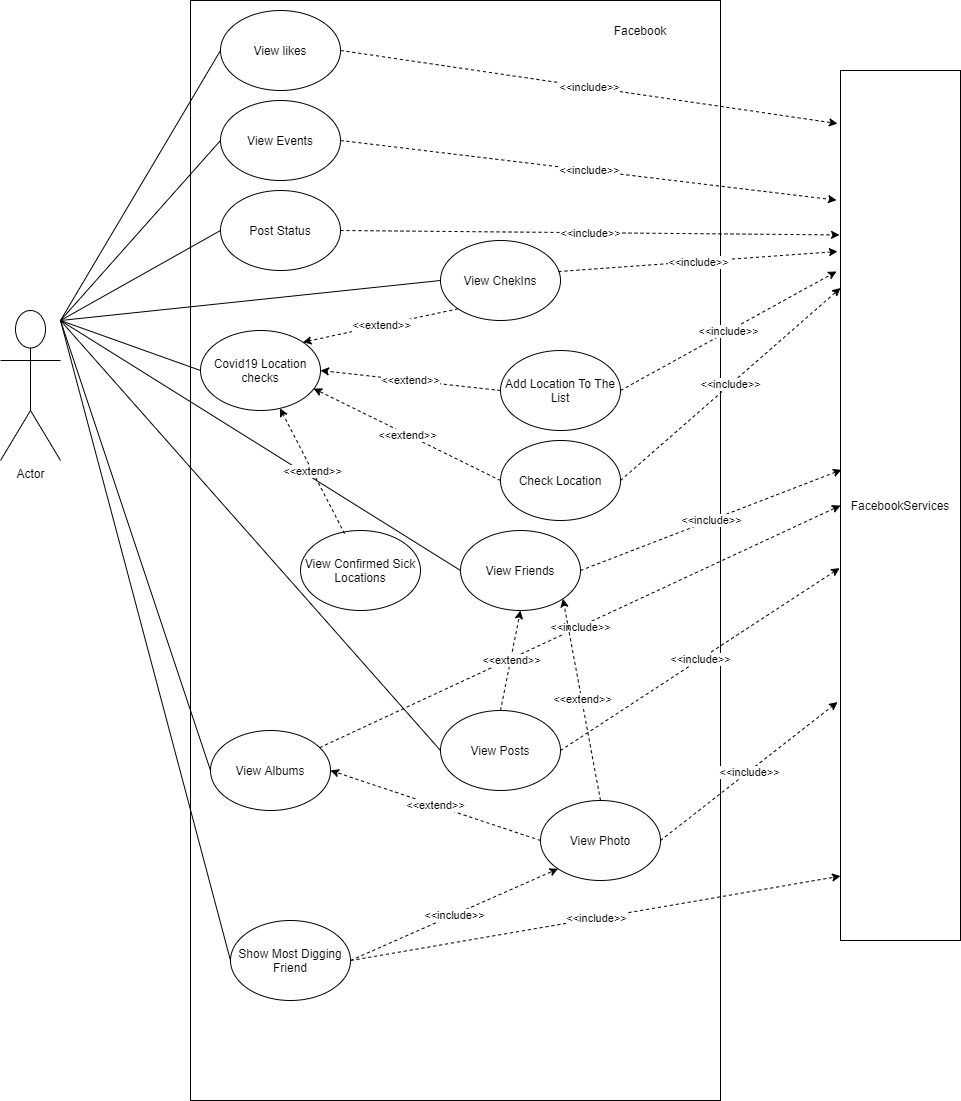 Facebook
View likes
<<include>>
View Events
<<include>>
Post Status
<<include>>
View ChekIns
<<include>>
<<extend>>
Covid19 Location
checks
<<include>>
Add Location To The
List
<<extend>>
<<include>>
<<extend>>
Check Location
<<extend>>
Actor
FacebookServices
<<include>>
View Confirmed Sick
Locations
View Friends
<<include>>
<<extend>>
<<include>>
<<extend>>
View Posts
View Albums
<<include>>
<<extend>>
View Photo
<<include>>
<<include>>
Show Most Digging
Friend